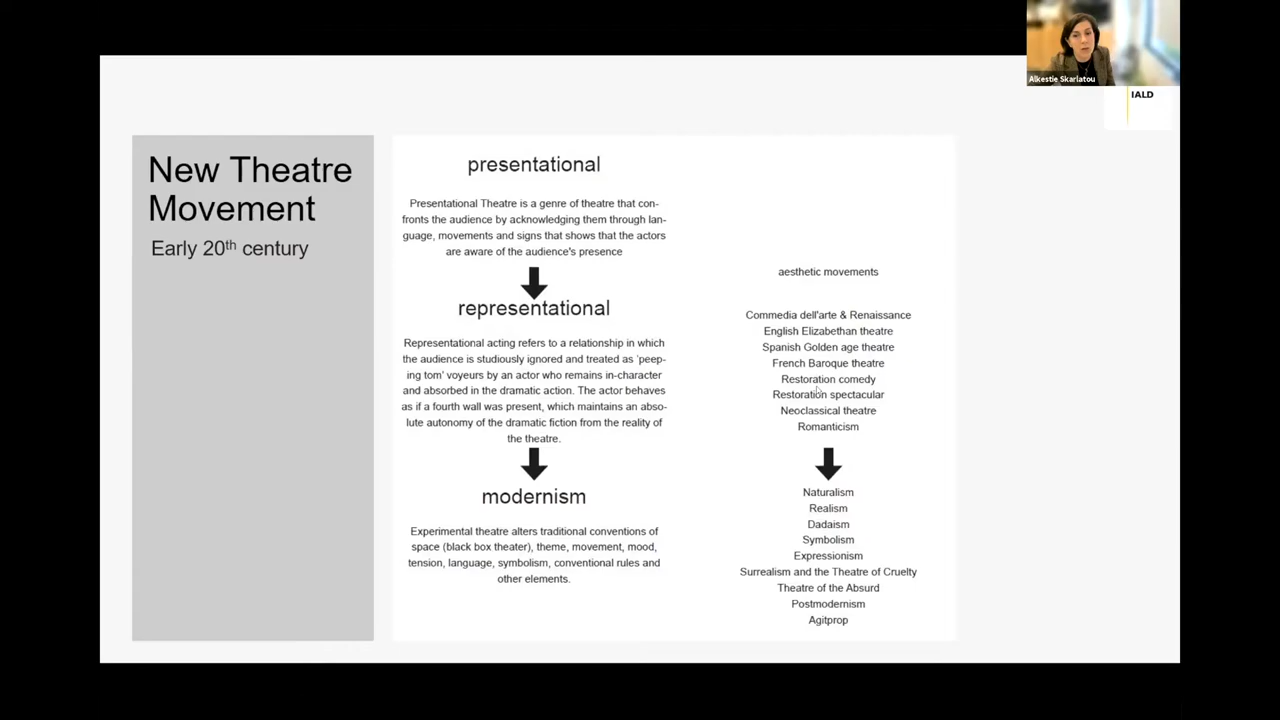 Alkestie Skarlatou
IALD
New Theatre
Movement
Early 20th century
presentational
Presentational Theatre is a genre of theatre that con-
fronts the audience by acknowledging them through lan-
guage, movements and signs that shows that the actors
are aware of the audience's presence
representational
Representational acting refers to a relationship in which
the audience is studiously ignored and treated as 'peep-
ing tom' voyeurs by an actor who remains in-character
and absorbed in the dramatic action. The actor behaves
as if a fourth wall was present, which maintains an abso-
lute autonomy of the dramatic fiction from the reality of
the theatre.
modernism
Experimental theatre alters traditional conventions of
space (black box theater), theme, movement, mood,
tension, language, symbolism, conventional rules and
other elements.
aesthetic movements
Commedia dell'arte & Renaissance
English Elizabethan theatre
Spanish Golden age theatre
French Baroque theatre
Restoration comedy
Restoration spectacular
Neoclassical theatre
Romanticism
Naturalism
Realism
Dadaism
Symbolism
Expressionism
Surrealism and the Theatre of Cruelty
Theatre of the Absurd
Postmodernism
Agitprop